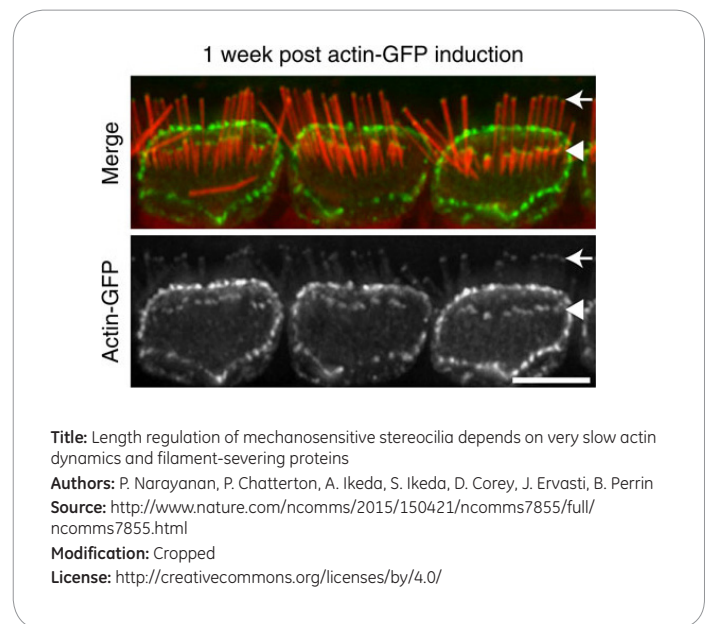 1 week post actin-GFP induction
Merge
Actin-GFP
Title: Length regulation of mechanosensitive stereocilia depends on very slow actin
dynamics and filament-severing proteins
Authors: P. Narayanan, P. Chatterton, A. Ikeda, S. Ikeda, D. Corey, J. Ervasti, B. Perrin
Source: http://www.nature.com/ncomms/2015/150421/ncomms7855/full/
ncomms7855.html
Modification: Cropped
License: http://creativecommons.org/licenses/by/4.0/